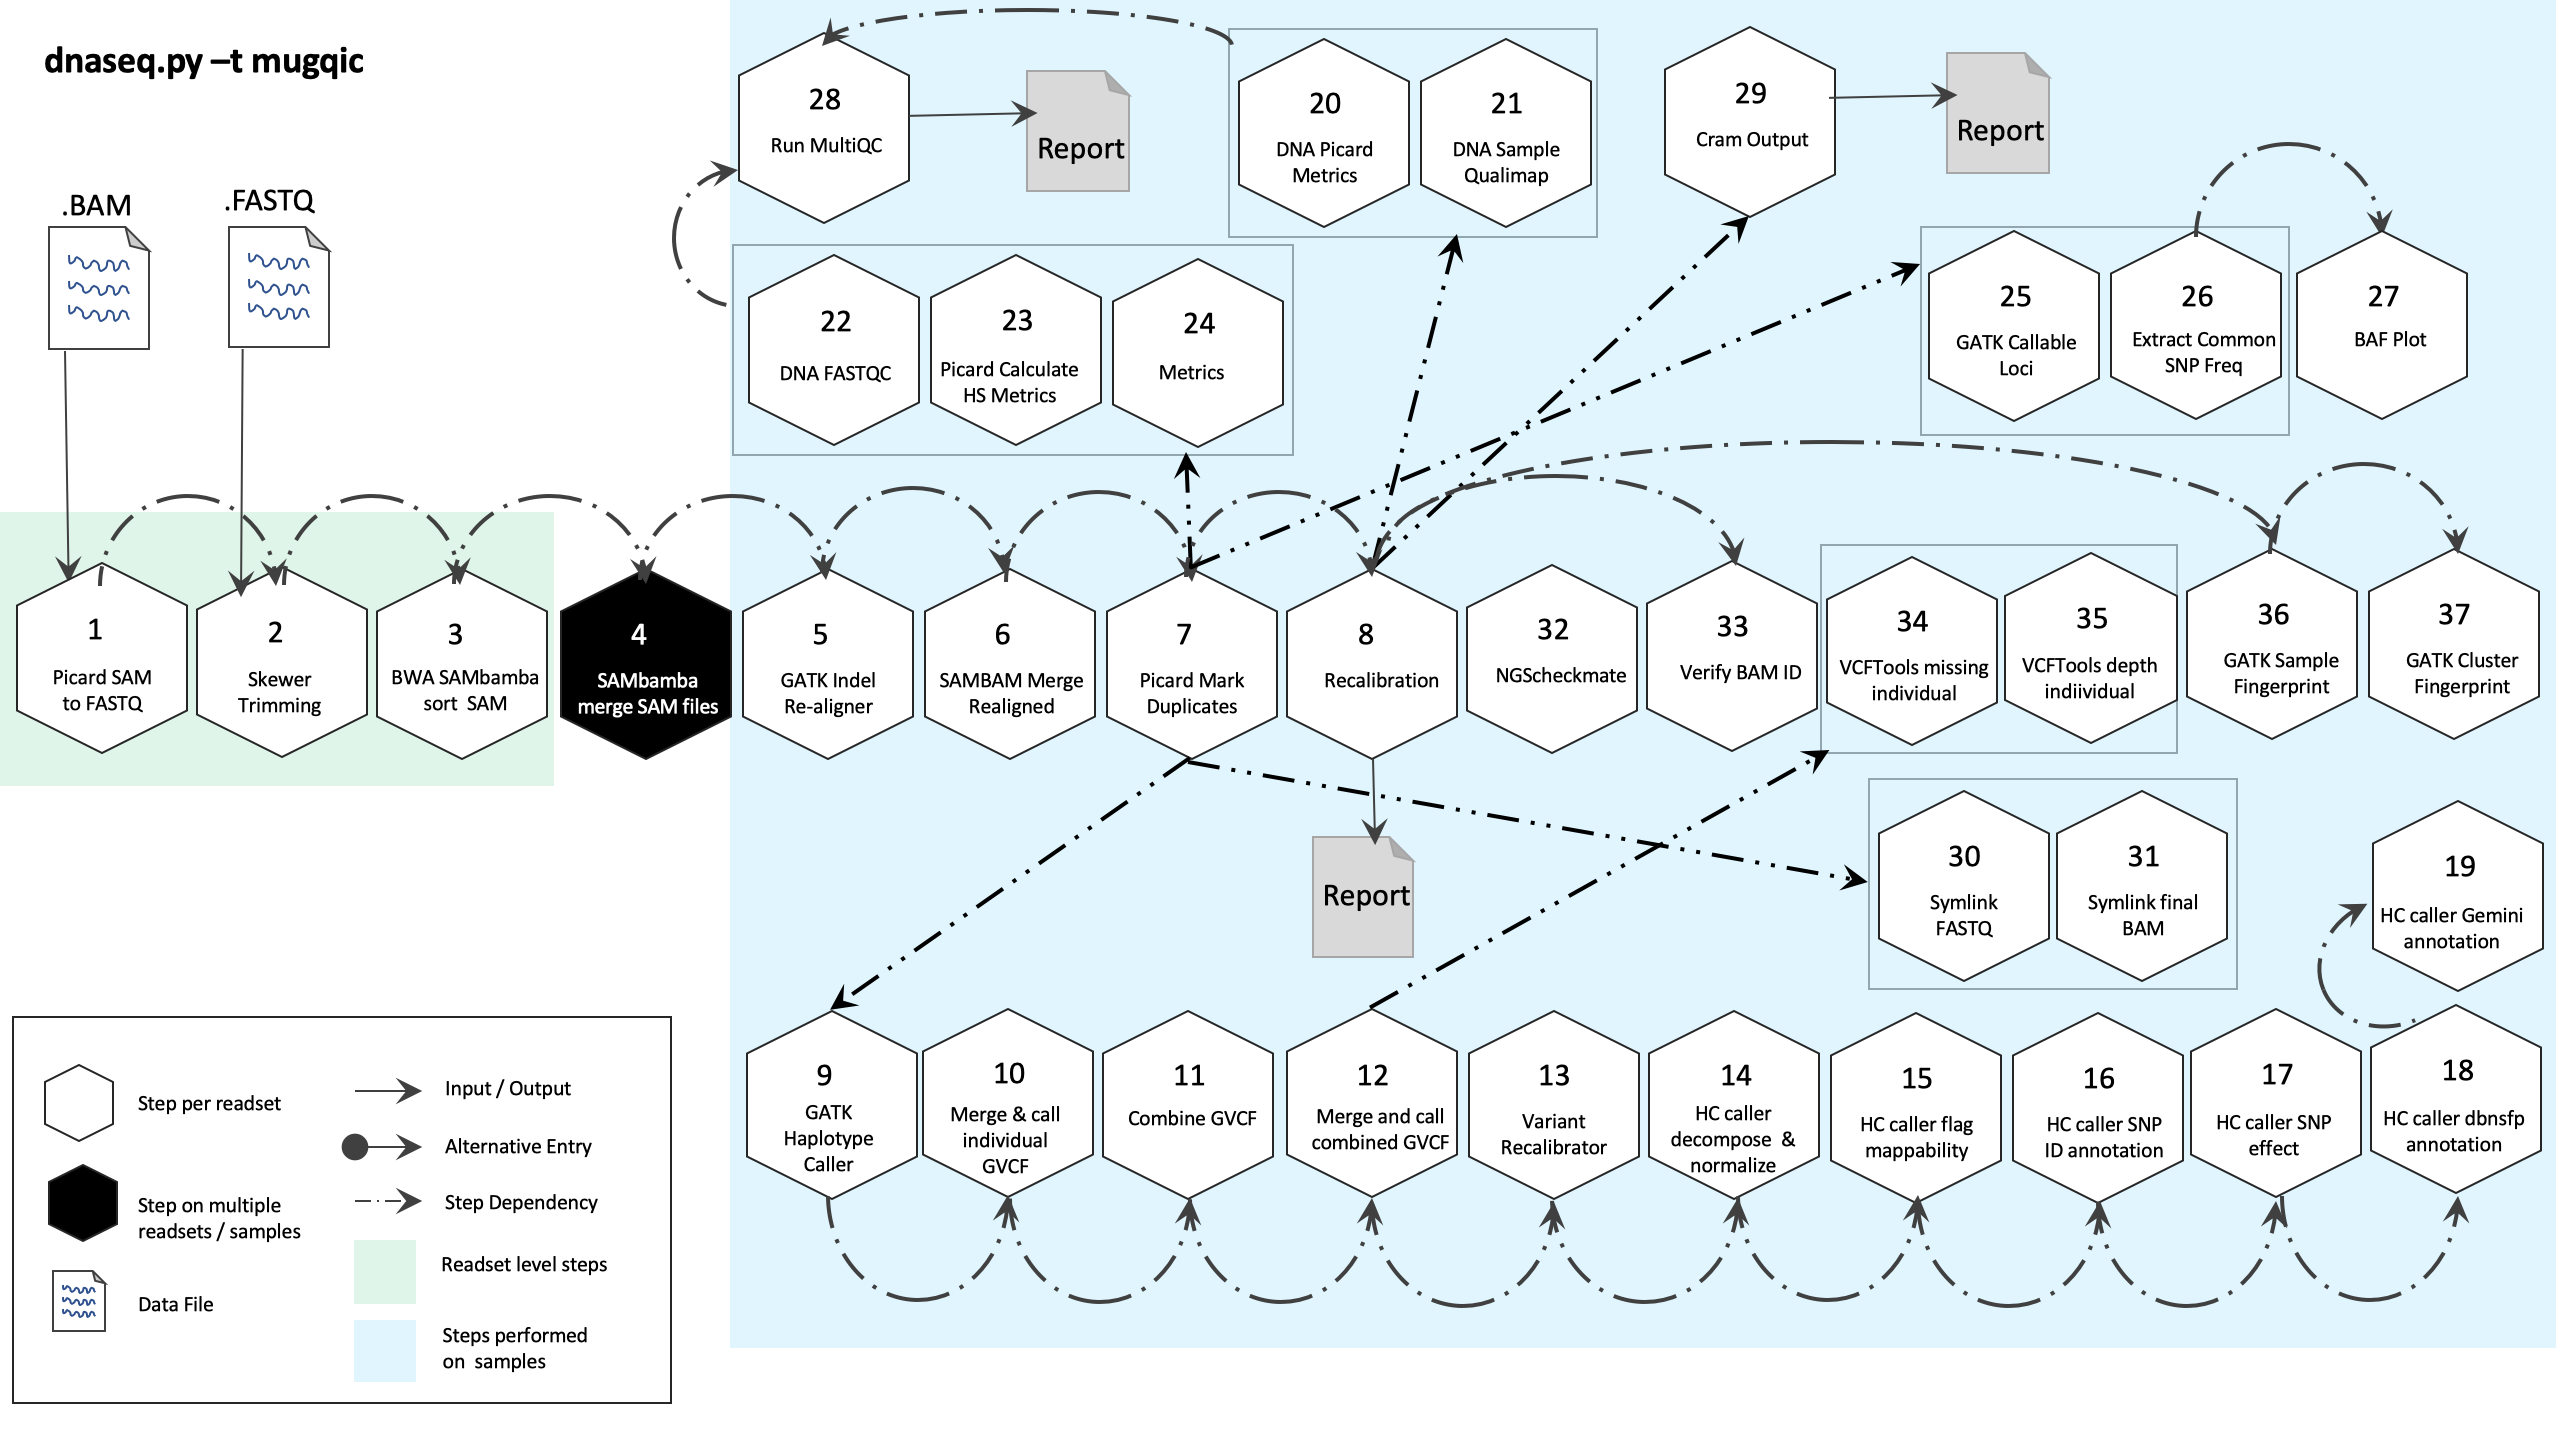 dnaseq.py –t mugqic
.BAM
.FASTQ
28
Run MultiQC
Report
20
DNA Picard
Metrics
21
DNA Sample
Qualimap
29
Cram Output
Report
22
DNA FASTQC
23
Picard Calculate
HS Metrics
24
Metrics
25
GATK Callable
Loci
26
Extract Common
SNP Freq
27
BAF Plot
1
Picard SAM
to FASTQ
2
Skewer
Trimming
3
BWA SAMbamba
sort SAM
4
SAMbamba
merge SAM files
5
GATK Indel
Re-aligner
6
SAMBAM Merge
Realigned
7
Picard Mark
Duplicates
8
Recalibration
32
NGScheckmate
33
Verify BAM ID
34
VCFTools missing
individual
35
VCFTools depth
indiividual
36
GATK Sample
Fingerprint
37
GATK Cluster
Fingerprint
Report
30
Symlink
FASTQ
31
Symlink final
BAM
19
HC caller Gemini
annotation
9
GATK
Haplotype
Caller
10
Merge & call
individual
GVCF
11
Combine GVCF
12
Merge and call
combined GVCF
13
Variant
Recalibrator
14
HC caller
decompose &
normalize
15
HC caller flag
mappability
16
HC caller SNP
ID annotation
17
HC caller SNP
effect
18
HC caller dbnsfp
annotation
Step per readset
Step on multiple
readsets / samples
Data File
Input / Output
Alternative Entry
Step Dependency
Readset level steps
Steps performed
on samples